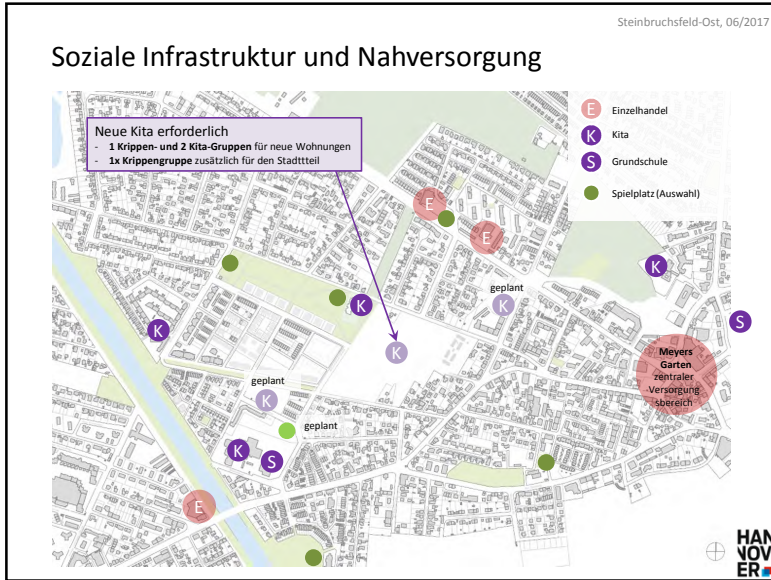 Steinbruchsfeld-Ost, 06/2017
Soziale Infrastruktur und Nahversorgung
Neue Kita erforderlich
- 1 Krippen- und 2 Kita-Gruppen für neue Wohnungen
- 1x Krippengruppe zusätzlich für den Stadttteil
E Einzelhandel
K Kita
S Grundschule
Spielplatz (Auswahl)
E
E
K
geplant
K
K
S
K
K
Meyers
Garten
zentraler
Versorgung
sbereich
geplant
K
geplant
K
S
E
HAN
NOV
ER